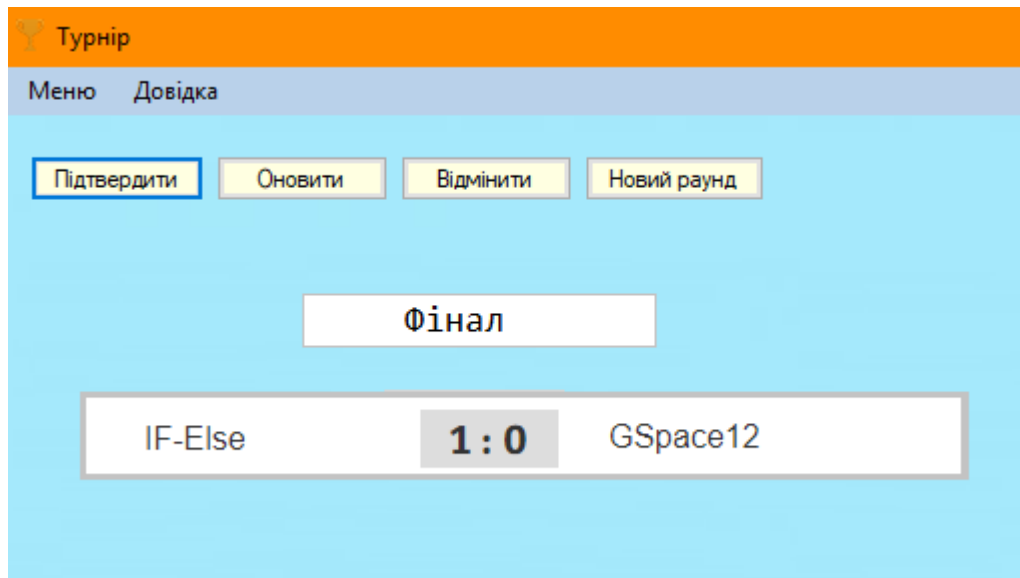 Турнір
Меню Довідка
Підтвердити Оновити Відмінити Новий раунд
Фінал
IF-Else 1 : 0 GSpace12